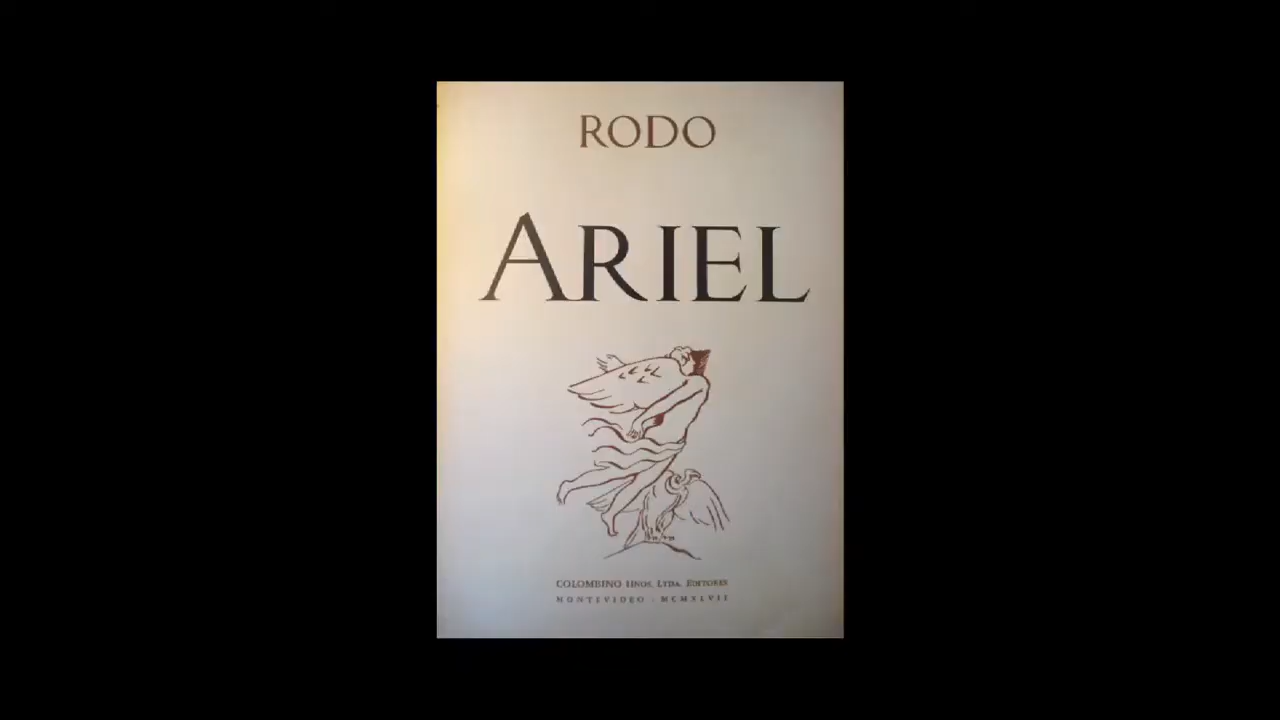 RODO
ARIEL
COLOMBINO HNOS. LTDA. EDITORES
MONTEVIDEO - MCMXLVII